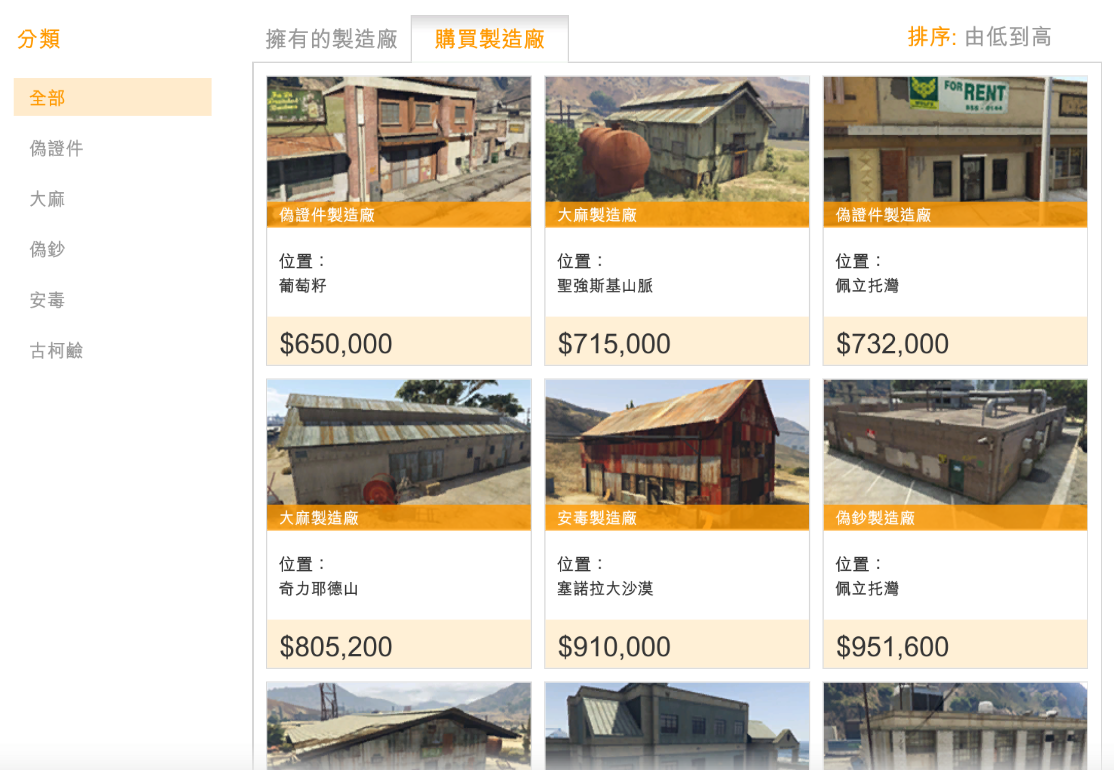 分類
擁有的製造廠
購買製造廠
排序: 由低到高
全部
偽證件
大麻
偽鈔
安毒
古柯鹼
偽證件製造廠
位置：
葡萄籽
$650,000
大麻製造廠
位置：
聖強斯基山脈
$715,000
FOR RENT
偽證件製造廠
位置：
佩立托灣
$732,000
大麻製造廠
位置：
奇力耶德山
$805,200
安毒製造廠
位置：
塞諾拉大沙漠
$910,000
偽鈔製造廠
位置：
佩立托灣
$951,600